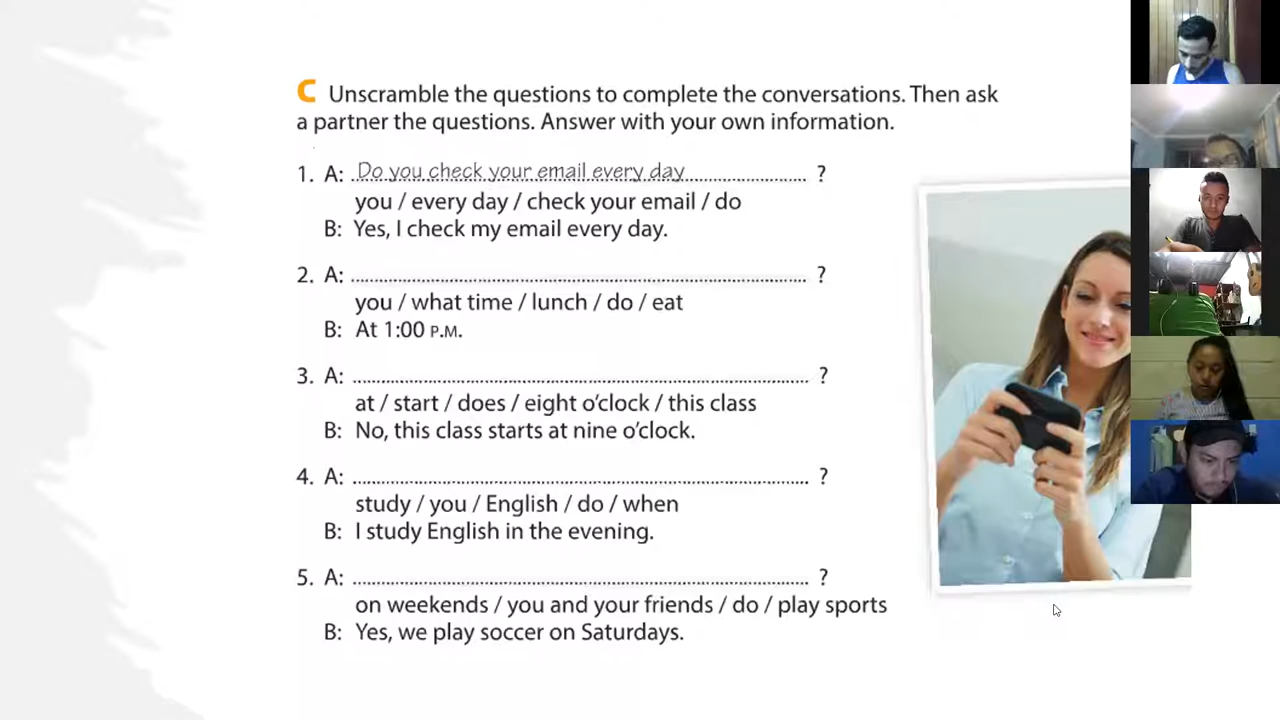 C Unscramble the questions to complete the conversations. Then ask
a partner the questions. Answer with your own information.
1. A: Do you check your email every day ?
you / every day / check your email / do
B: Yes, I check my email every day.
2. A: ?
you / what time / lunch / do / eat
B: At 1:00 P.M.
3. A: ?
at / start / does / eight o'clock / this class
B: No, this class starts at nine o'clock.
4. A: ?
study / you / English / do / when
B: I study English in the evening.
5. A: ?
on weekends / you and your friends / do / play sports
B: Yes, we play soccer on Saturdays.